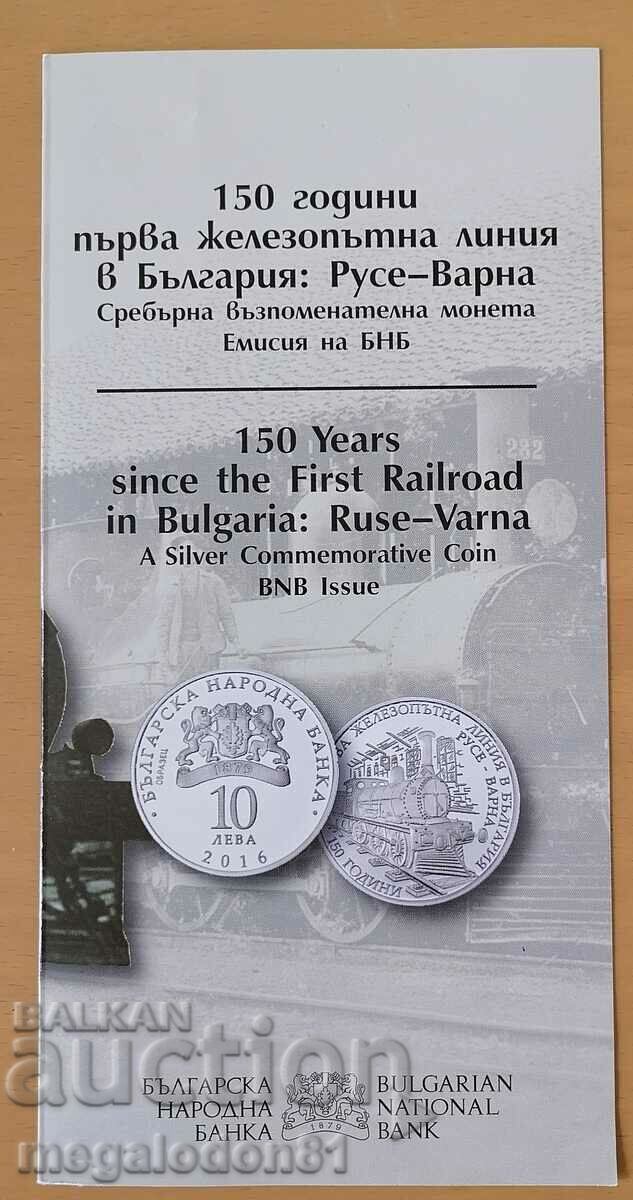 150 години
първа железопътна линия
в България: Русе–Варна
Сребърна възпоменателна монета
Емисия на БНБ
150 Years
since the First Railroad
in Bulgaria: Ruse–Varna
A Silver Commemorative Coin
BNB Issue
232
• БЪЛГАРСКА НАРОДНА БАНКА •
ОБРАЗЕЦ
1879
10
ЛЕВА
2016
ВА ЖЕЛЕЗОПЪТНА ЛИНИЯ В БЪЛГАРИЯ
РУСЕ - ВАРНА
150 ГОДИНИ
БЪЛГАРСКА
НАРОДНА
БАНКА
1879
BULGARIAN
NATIONAL
BANK
BALKAN
auction
megalodon81